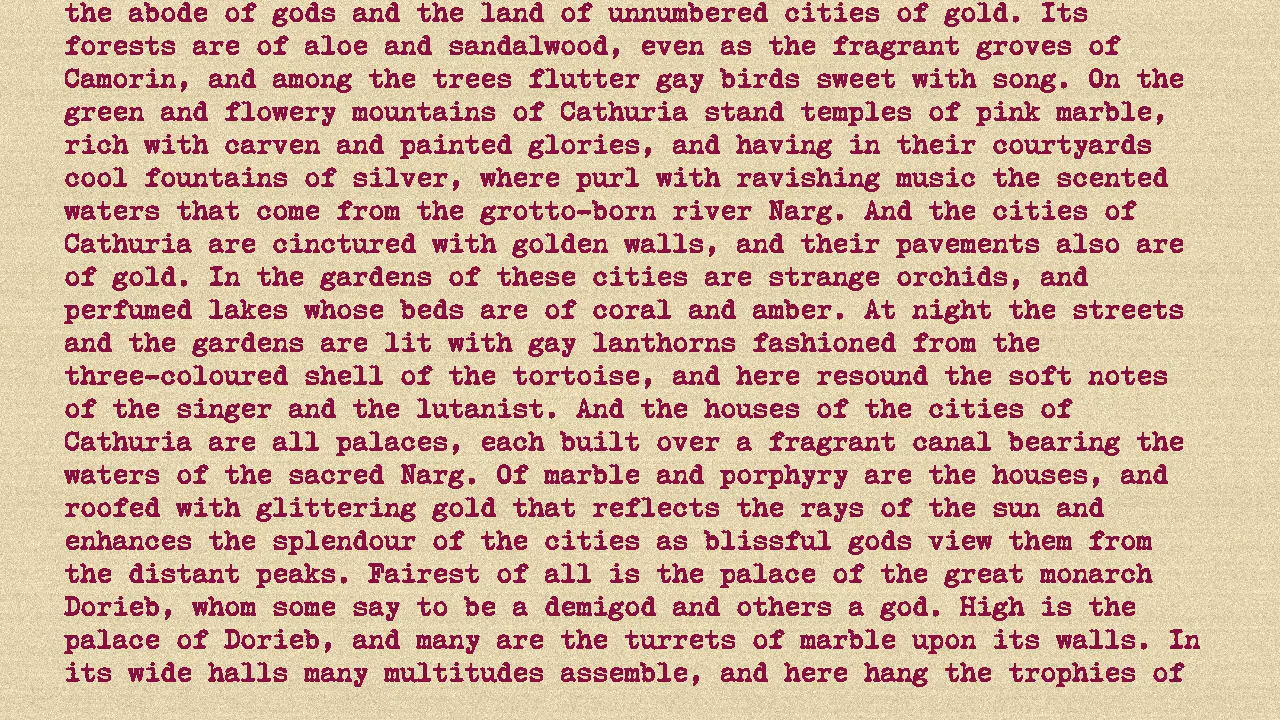 the abode of gods and the land of unnumbered cities of gold. Its
forests are of aloe and sandalwood, even as the fragrant groves of
Camorin, and among the trees flutter gay birds sweet with song. On the
green and flowery mountains of Cathuria stand temples of pink marble,
rich with carven and painted glories, and having in their courtyards
cool fountains of silver, where purl with ravishing music the scented
waters that come from the grotto-born river Narg. And the cities of
Cathuria are cinctured with golden walls, and their pavements also are
of gold. In the gardens of these cities are strange orchids, and
perfumed lakes whose beds are of coral and amber. At night the streets
and the gardens are lit with gay lanthorns fashioned from the
three-coloured shell of the tortoise, and here resound the soft notes
of the singer and the lutanist. And the houses of the cities of
Cathuria are all palaces, each built over a fragrant canal bearing the
waters of the sacred Narg. Of marble and porphyry are the houses, and
roofed with glittering gold that reflects the rays of the sun and
enhances the splendour of the cities as blissful gods view them from
the distant peaks. Fairest of all is the palace of the great monarch
Dorieb, whom some say to be a demigod and others a god. High is the
palace of Dorieb, and many are the turrets of marble upon its walls. In
its wide halls many multitudes assemble, and here hang the trophies of